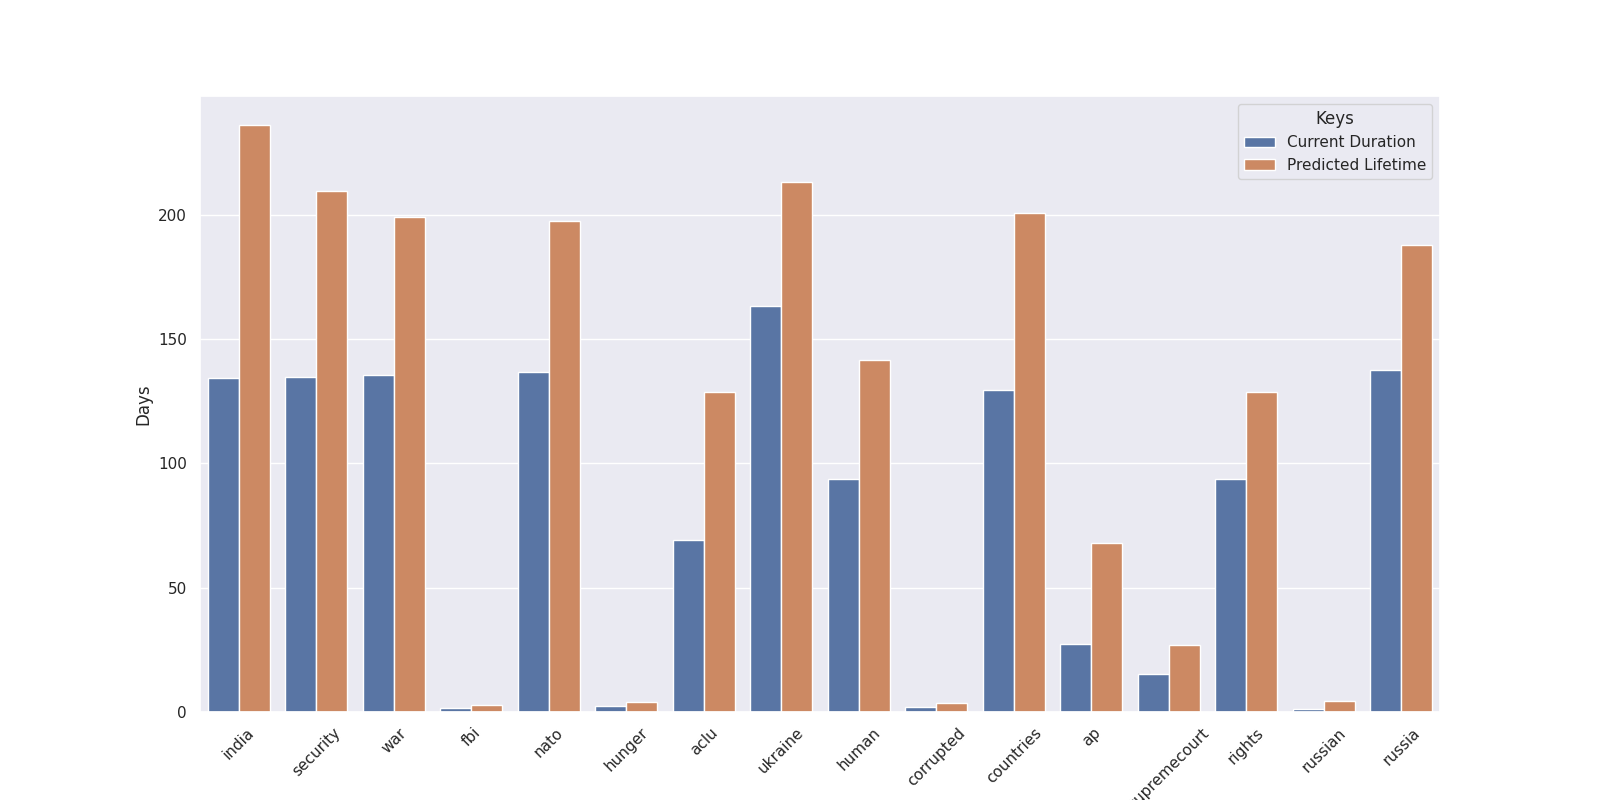 Keys
Current Duration
Predicted Lifetime
Days
200
150
100
50
0
india
security
war
fbi
nato
hunger
aclu
ukraine
human
corrupted
countries
ap
upremecourt
rights
russian
russia